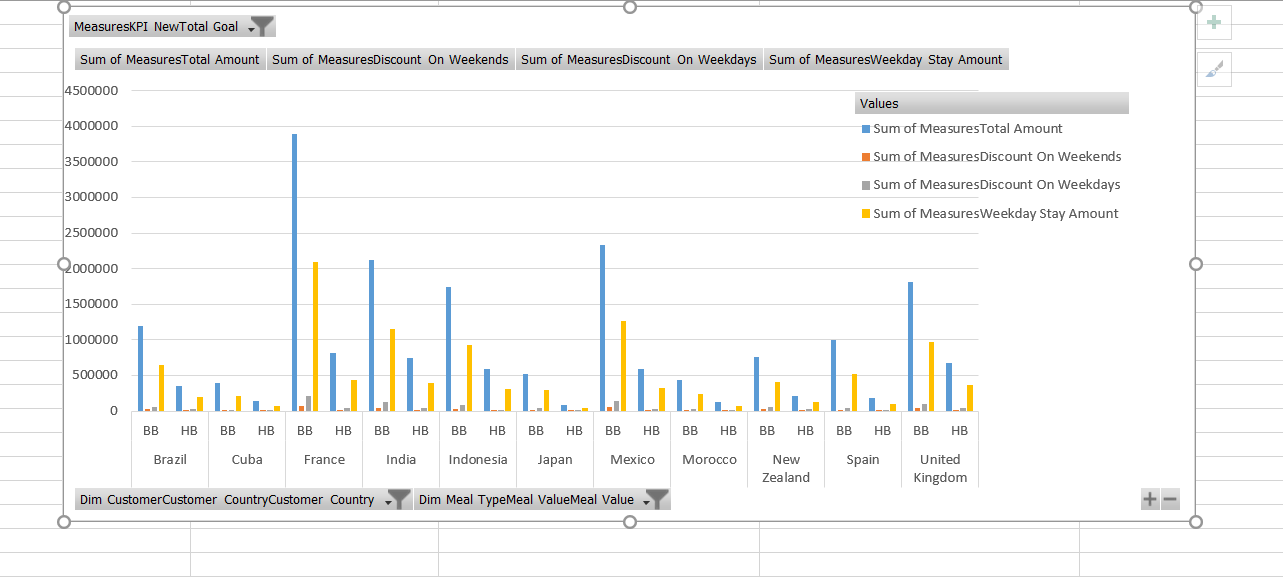 MeasuresKPI NewTotal Goal
Sum of MeasuresTotal Amount Sum of MeasuresDiscount On Weekends Sum of MeasuresDiscount On Weekdays Sum of MeasuresWeekday Stay Amount
4500000
4000000
3500000
3000000
2500000
2000000
1500000
1000000
500000
0
Values
Sum of MeasuresTotal Amount
Sum of MeasuresDiscount On Weekends
Sum of MeasuresDiscount On Weekdays
Sum of MeasuresWeekday Stay Amount
BB HB BB HB BB HB BB HB BB HB BB HB BB HB BB HB BB HB BB HB BB HB
Brazil Cuba France India Indonesia Japan Mexico Morocco New Zealand Spain United Kingdom
Dim CustomerCustomer CountryCustomer Country Dim Meal TypeMeal ValueMeal Value